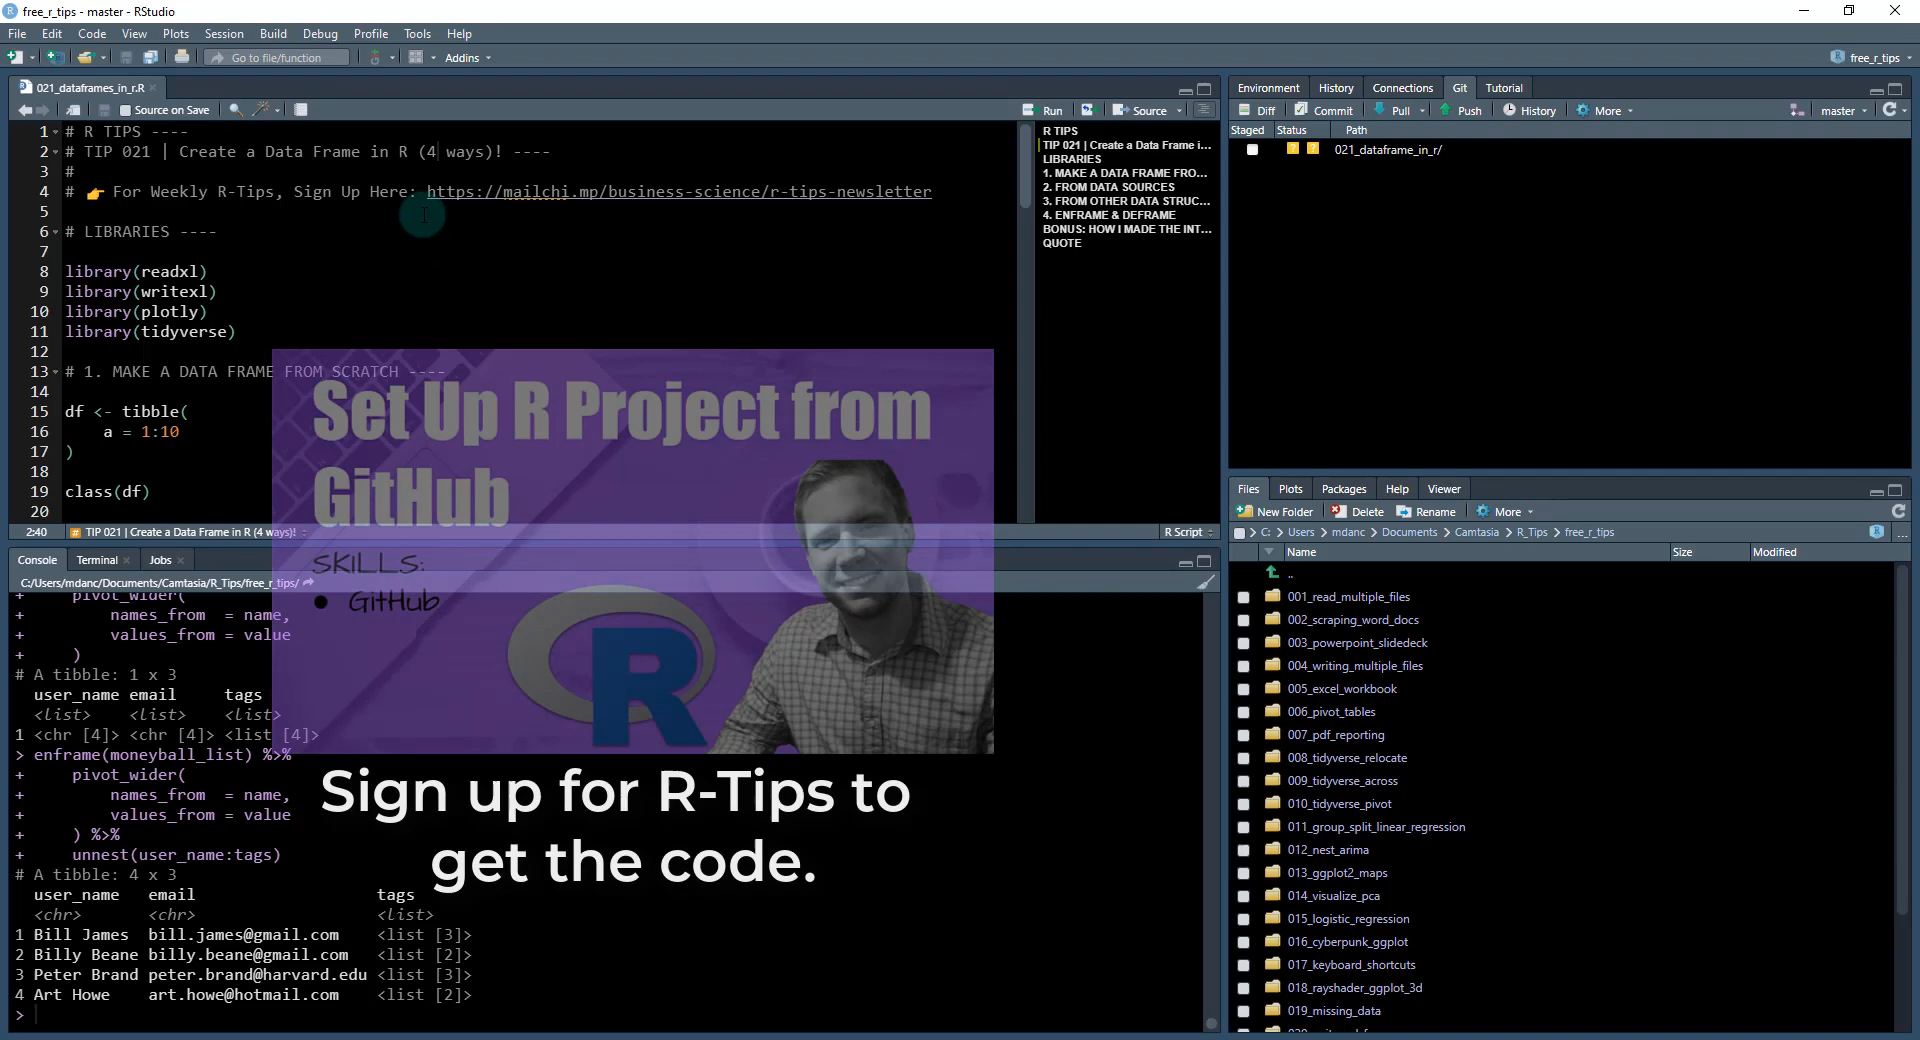 free_r_tips - master - RStudio
File Edit Code View Plots Session Build Debug Profile Tools Help
Go to file/function Addins free_r_tips
021_dataframes_in_r.R
Source on Save Run Source
1 # R TIPS ----
2 # TIP 021 | Create a Data Frame in R (4 ways)! ----
3 #
4 # 👉 For Weekly R-Tips, Sign Up Here: https://mailchi.mp/business-science/r-tips-newsletter
5
6 # LIBRARIES ----
7
8 library(readxl)
9 library(writexl)
10 library(plotly)
11 library(tidyverse)
12
13 # 1. MAKE A DATA FRAME FROM SCRATCH ----
14
15 df <- tibble(
16 a = 1:10
17 )
18
19 class(df)
20
2:40 # TIP 021 | Create a Data Frame in R (4 ways)! R Script
R TIPS
TIP 021 | Create a Data Frame i...
LIBRARIES
1. MAKE A DATA FRAME FRO...
2. FROM DATA SOURCES
3. FROM OTHER DATA STRUC...
4. ENFRAME & DEFRAME
BONUS: HOW I MADE THE INT...
QUOTE
Console Terminal Jobs
C:/Users/mdanc/Documents/Camtasia/R_Tips/free_r_tips/
+ pivot_wider(
+ names_from = name,
+ values_from = value
+ )
# A tibble: 1 x 3
user_name email tags
<list> <list> <list>
1 <chr [4]> <chr [4]> <list [4]>
> enframe(moneyball_list) %>%
+ pivot_wider(
+ names_from = name,
+ values_from = value
+ ) %>%
+ unnest(user_name:tags)
# A tibble: 4 x 3
user_name email tags
<chr> <chr> <list>
1 Bill James bill.james@gmail.com <list [3]>
2 Billy Beane billy.beane@gmail.com <list [2]>
3 Peter Brand peter.brand@harvard.edu <list [3]>
4 Art Howe art.howe@hotmail.com <list [2]>
>
Set Up R Project from
GitHub
SKILLS:
● GitHub
R
Sign up for R-Tips to
get the code.
Environment History Connections Git Tutorial
Diff Commit Pull Push History More master
Staged Status Path
? ? 021_dataframe_in_r/
Files Plots Packages Help Viewer
New Folder Delete Rename More
C: > Users > mdanc > Documents > Camtasia > R_Tips > free_r_tips ...
Name Size Modified
..
001_read_multiple_files
002_scraping_word_docs
003_powerpoint_slidedeck
004_writing_multiple_files
005_excel_workbook
006_pivot_tables
007_pdf_reporting
008_tidyverse_relocate
009_tidyverse_across
010_tidyverse_pivot
011_group_split_linear_regression
012_nest_arima
013_ggplot2_maps
014_visualize_pca
015_logistic_regression
016_cyberpunk_ggplot
017_keyboard_shortcuts
018_rayshader_ggplot_3d
019_missing_data